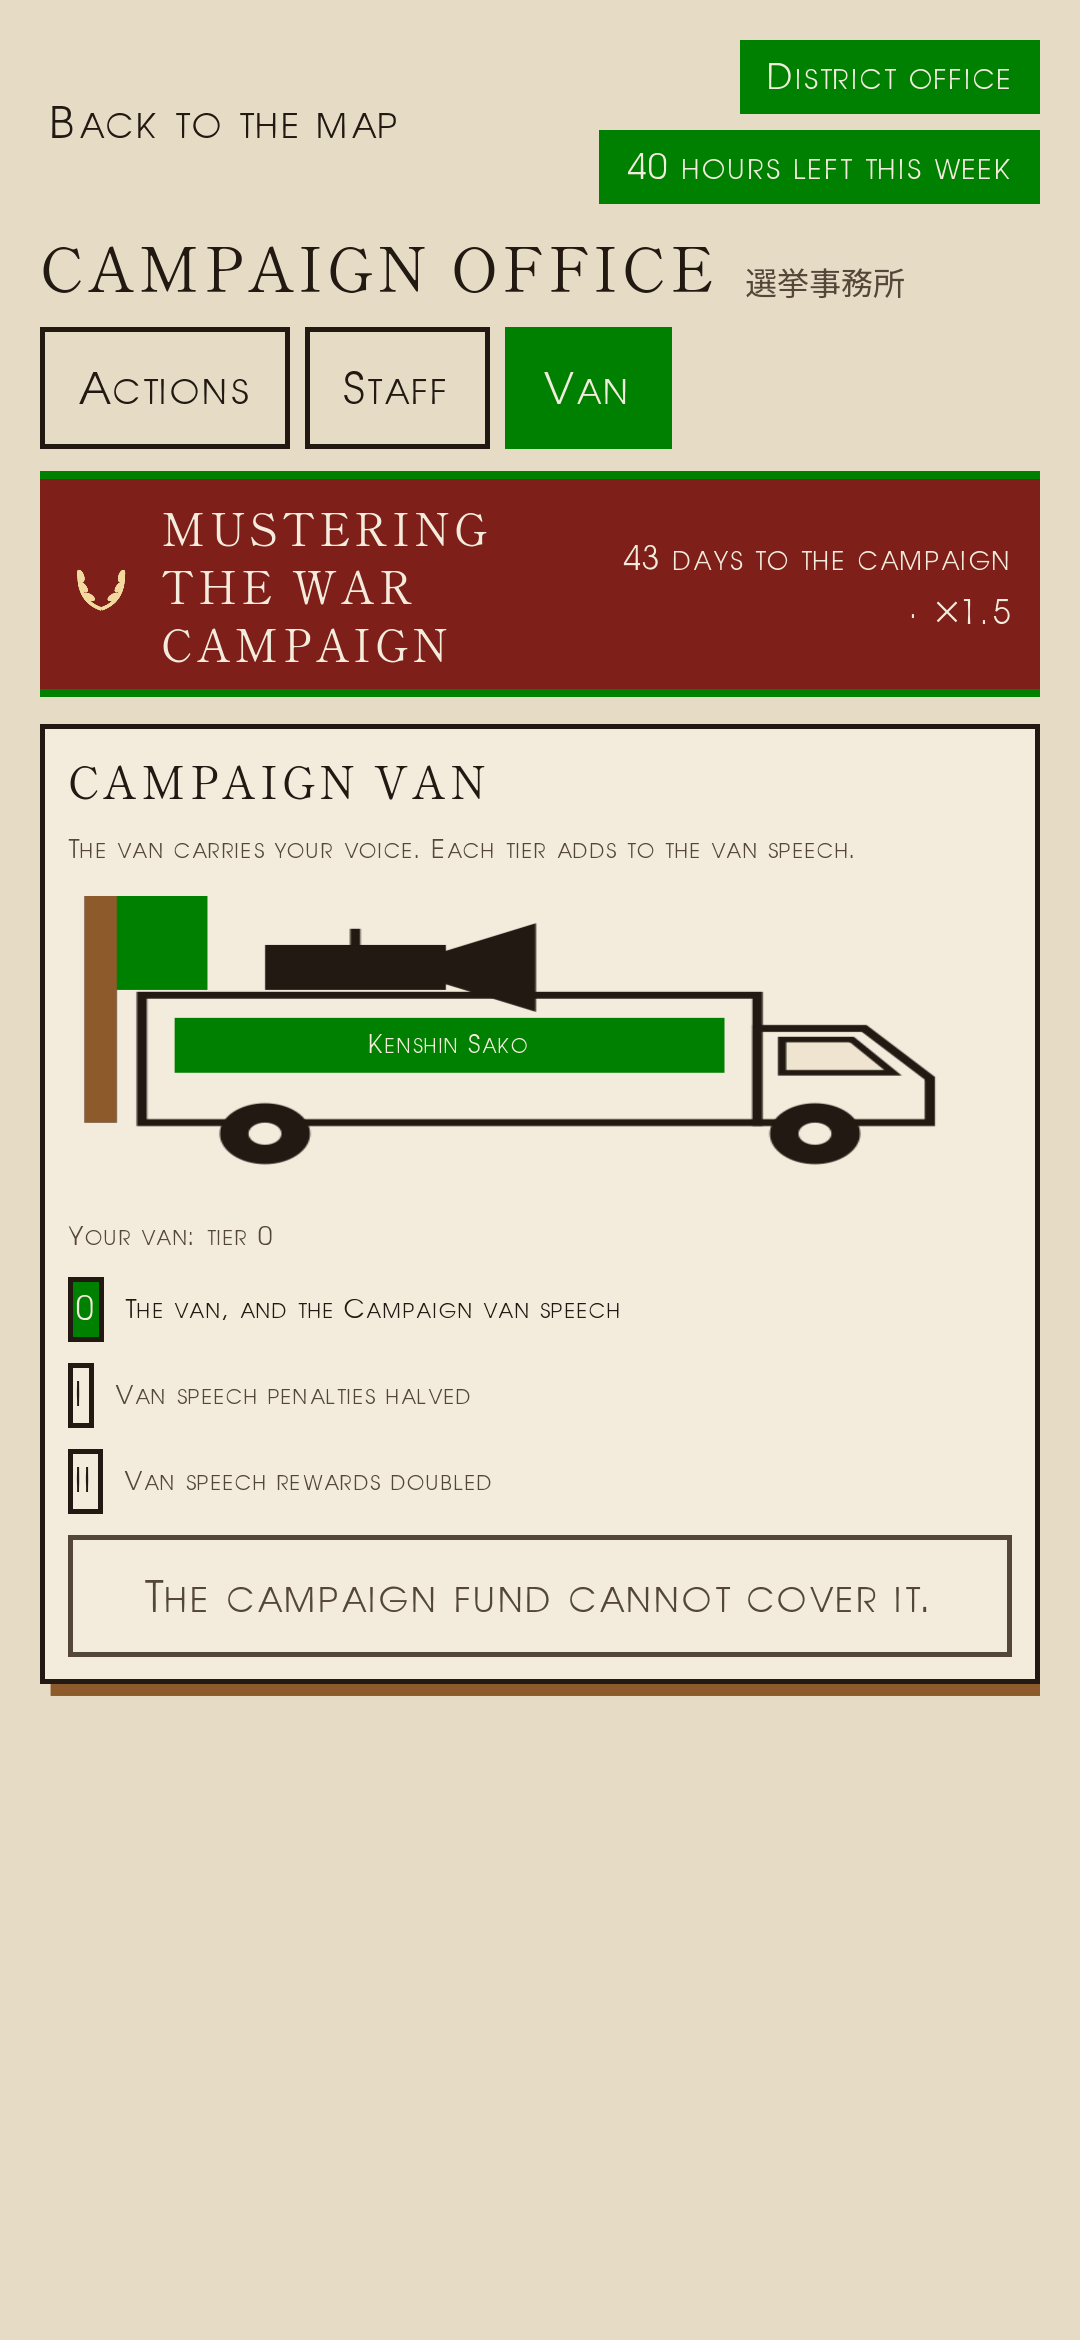 District office
Back to the map
40 hours left this week
CAMPAIGN OFFICE 選挙事務所
Actions Staff Van
MUSTERING
THE WAR
CAMPAIGN
43 days to the campaign
· ×1.5
CAMPAIGN VAN
The van carries your voice. Each tier adds to the van speech.
Kenshin Sako
Your van: tier 0
0 The van, and the Campaign van speech
I Van speech penalties halved
II Van speech rewards doubled
The campaign fund cannot cover it.